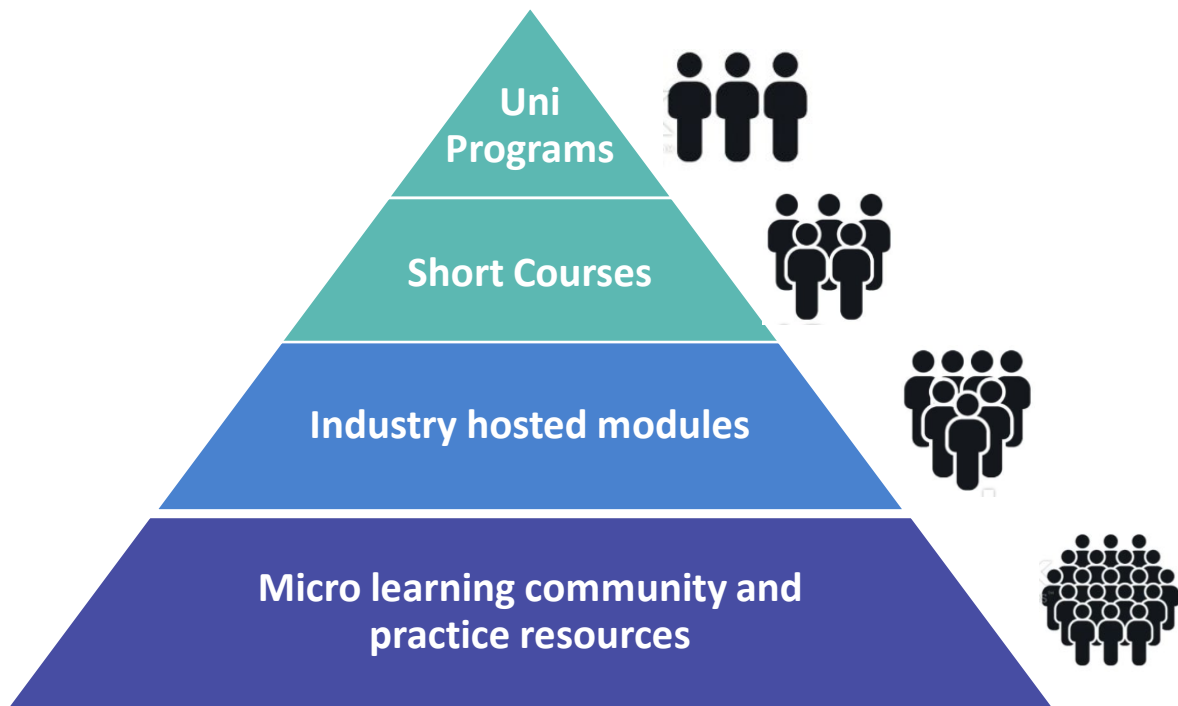 Uni
Programs
Short Courses
Industry hosted modules
Micro learning community and
practice resources